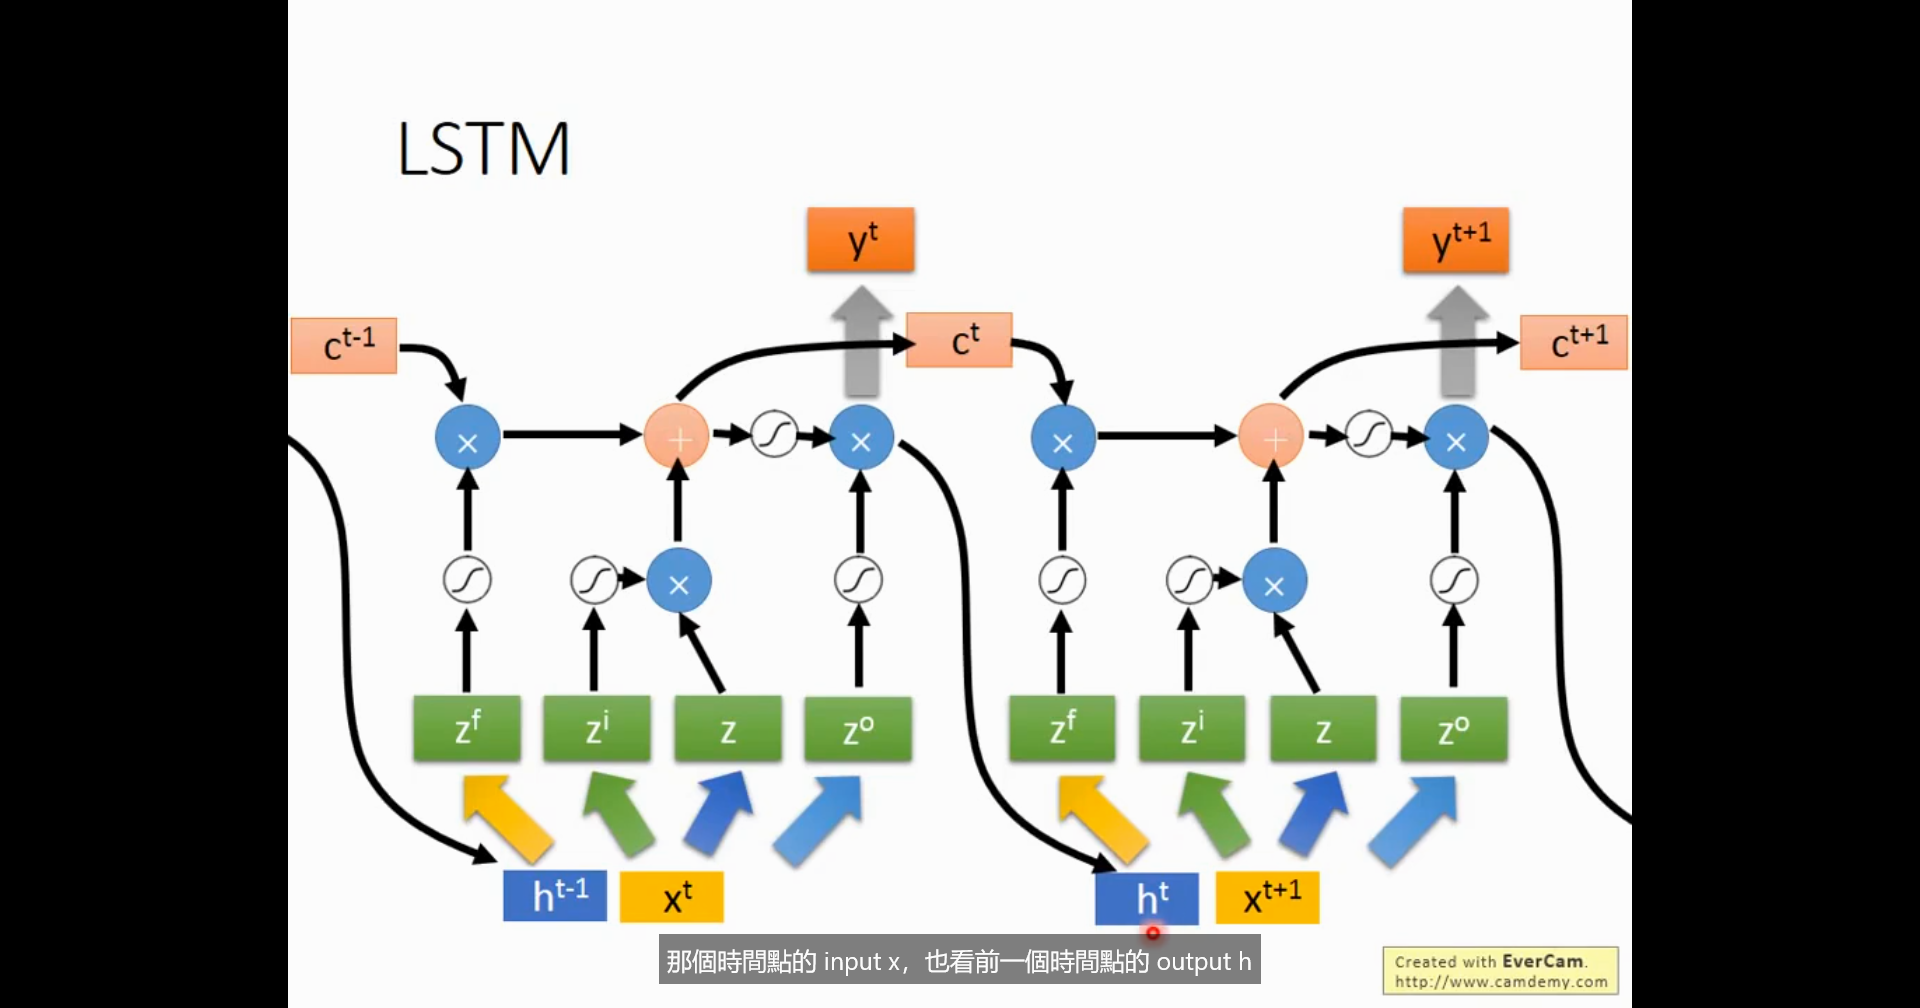 LSTM
y^t
y^{t+1}
c^{t-1}
c^t
c^{t+1}
×
+
×
×
+
×
×
×
z^f
z^i
z
z^o
z^f
z^i
z
z^o
h^{t-1}
x^t
h^t
x^{t+1}
那個時間點的 input x，也看前一個時間點的 output h
Created with EverCam.
http://www.camdemy.com